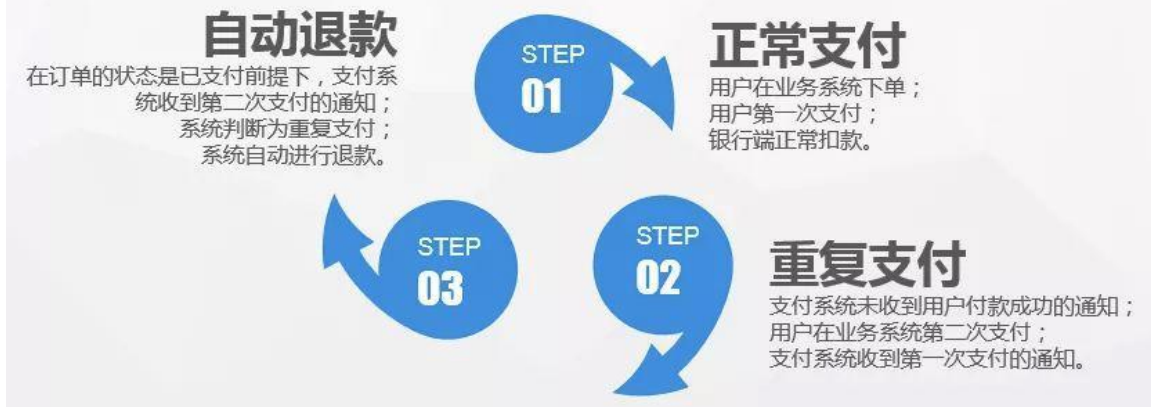 自动退款
在订单的状态是已支付前提下，支付系
统收到第二次支付的通知；
系统判断为重复支付；
系统自动进行退款。
STEP
01
正常支付
用户在业务系统下单；
用户第一次支付；
银行端正常扣款。
STEP
03
STEP
02
重复支付
支付系统未收到用户付款成功的通知；
用户在业务系统第二次支付；
支付系统收到第一次支付的通知。